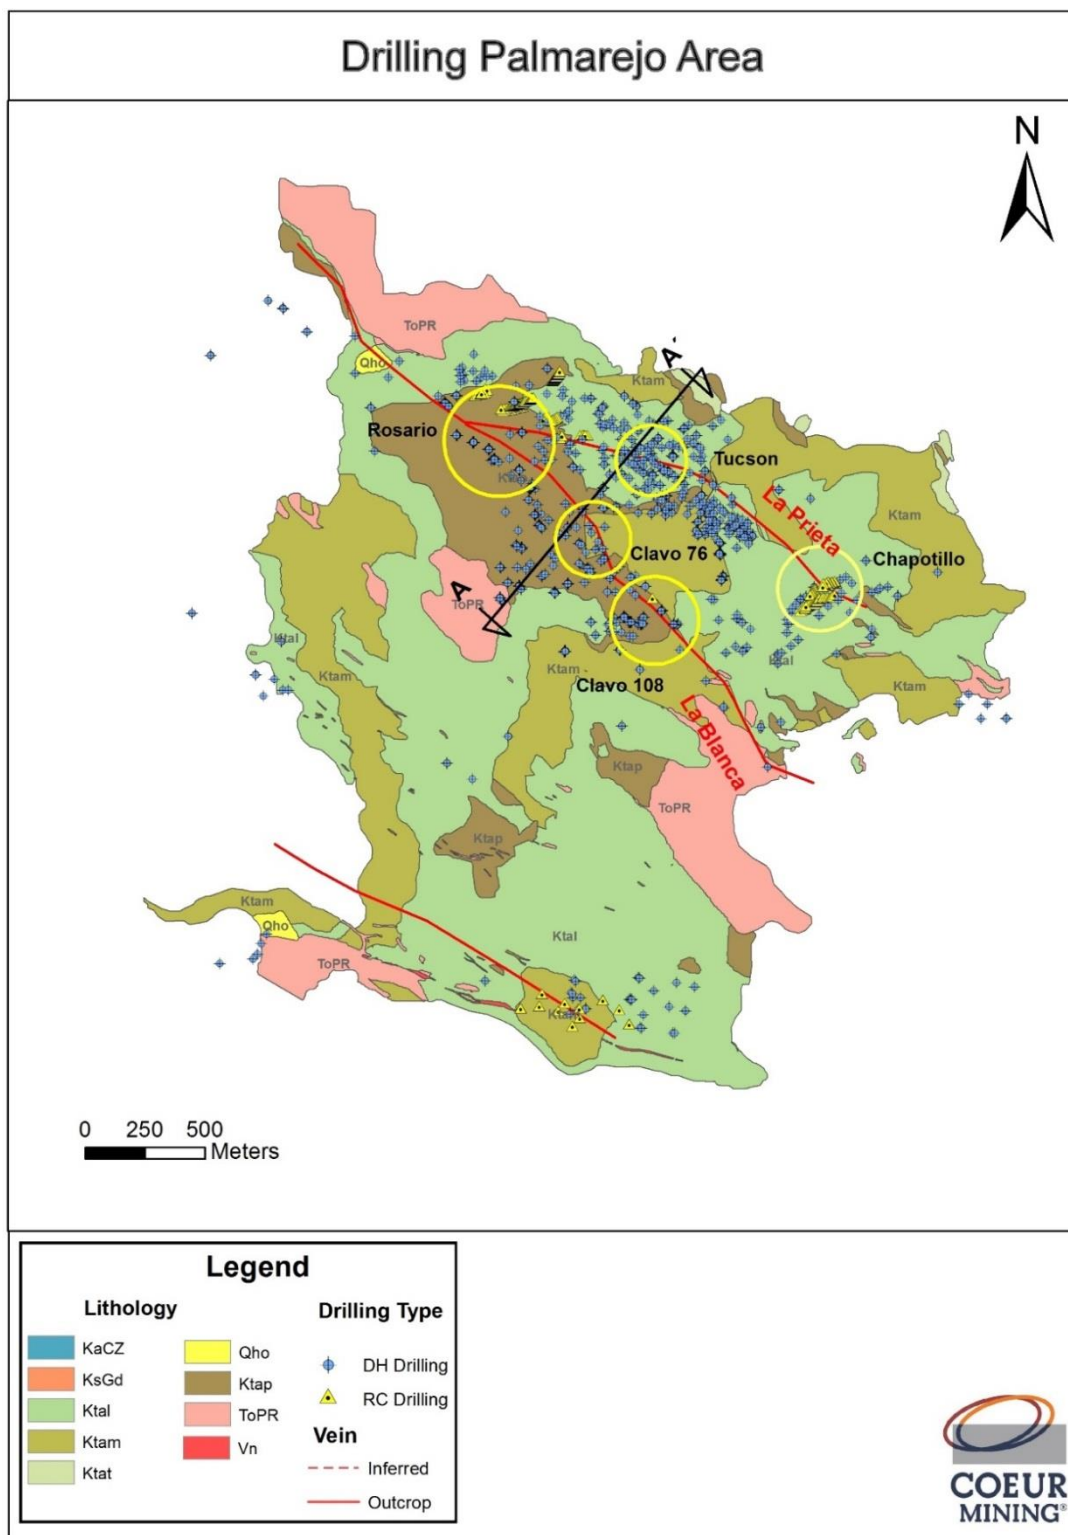 Drilling Palmarejo Area
N
ToPR
Qho
Ktam
A´
Rosario
Tucson
La Prieta
Ktam
Chapotillo
Clavo 76
A
ToPR
Ktal
Ktal
Ktam
Ktam
Ktam
Clavo 108
La Blanca
Ktap
ToPR
Ktap
Ktam
Qho
Ktal
ToPR
Ktam
0 250 500
Meters
Legend
Lithology
KaCZ
KsGd
Ktal
Ktam
Ktat
Qho
Ktap
ToPR
Vn
Drilling Type
DH Drilling
RC Drilling
Vein
Inferred
Outcrop
COEUR
MINING®